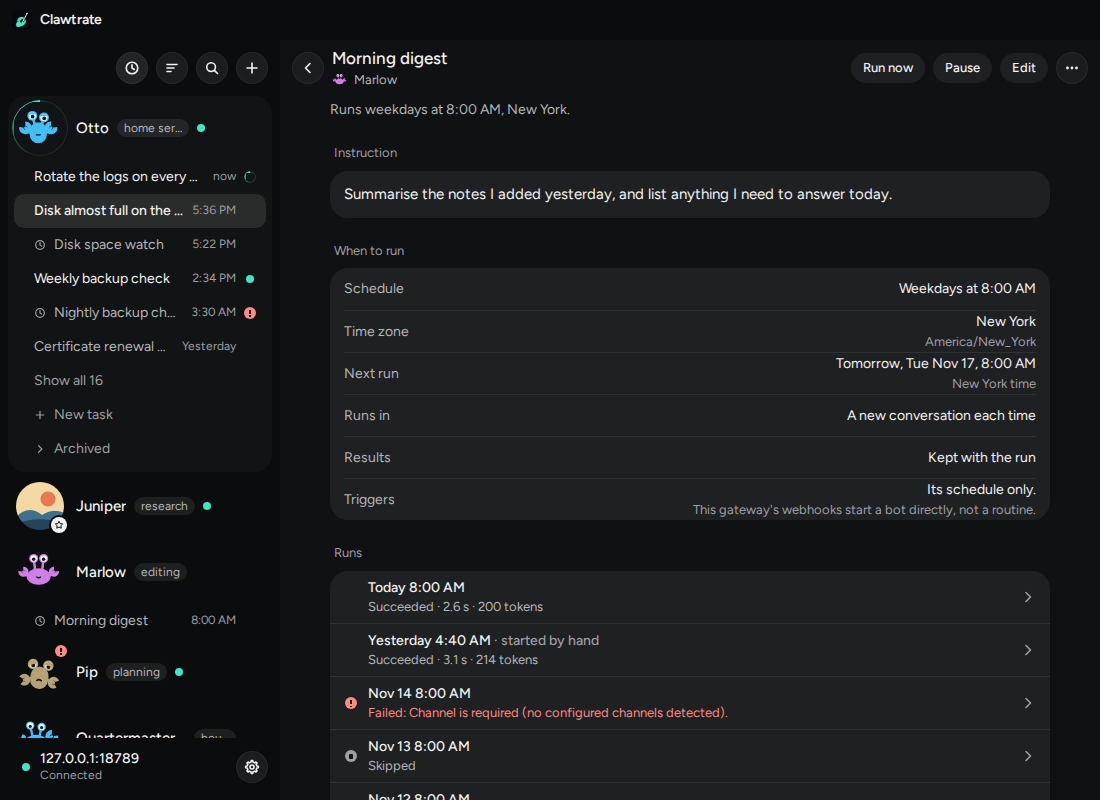 Clawtrate
Otto
home ser...
Rotate the logs on every ...
now
Disk almost full on the ...
5:36 PM
Disk space watch
5:22 PM
Weekly backup check
2:34 PM
Nightly backup ch...
3:30 AM
Certificate renewal ...
Yesterday
Show all 16
New task
Archived
Juniper
research
Marlow
editing
Morning digest
8:00 AM
Pip
planning
Quartermaster
127.0.0.1:18789
Connected
Morning digest
Marlow
Run now
Pause
Edit
Runs weekdays at 8:00 AM, New York.
Instruction
Summarise the notes I added yesterday, and list anything I need to answer today.
When to run
Schedule
Weekdays at 8:00 AM
Time zone
New York
America/New_York
Next run
Tomorrow, Tue Nov 17, 8:00 AM
New York time
Runs in
A new conversation each time
Results
Kept with the run
Triggers
Its schedule only.
This gateway's webhooks start a bot directly, not a routine.
Runs
Today 8:00 AM
Succeeded · 2.6 s · 200 tokens
Yesterday 4:40 AM · started by hand
Succeeded · 3.1 s · 214 tokens
Nov 14 8:00 AM
Failed: Channel is required (no configured channels detected).
Nov 13 8:00 AM
Skipped
Nov 12 8:00 AM